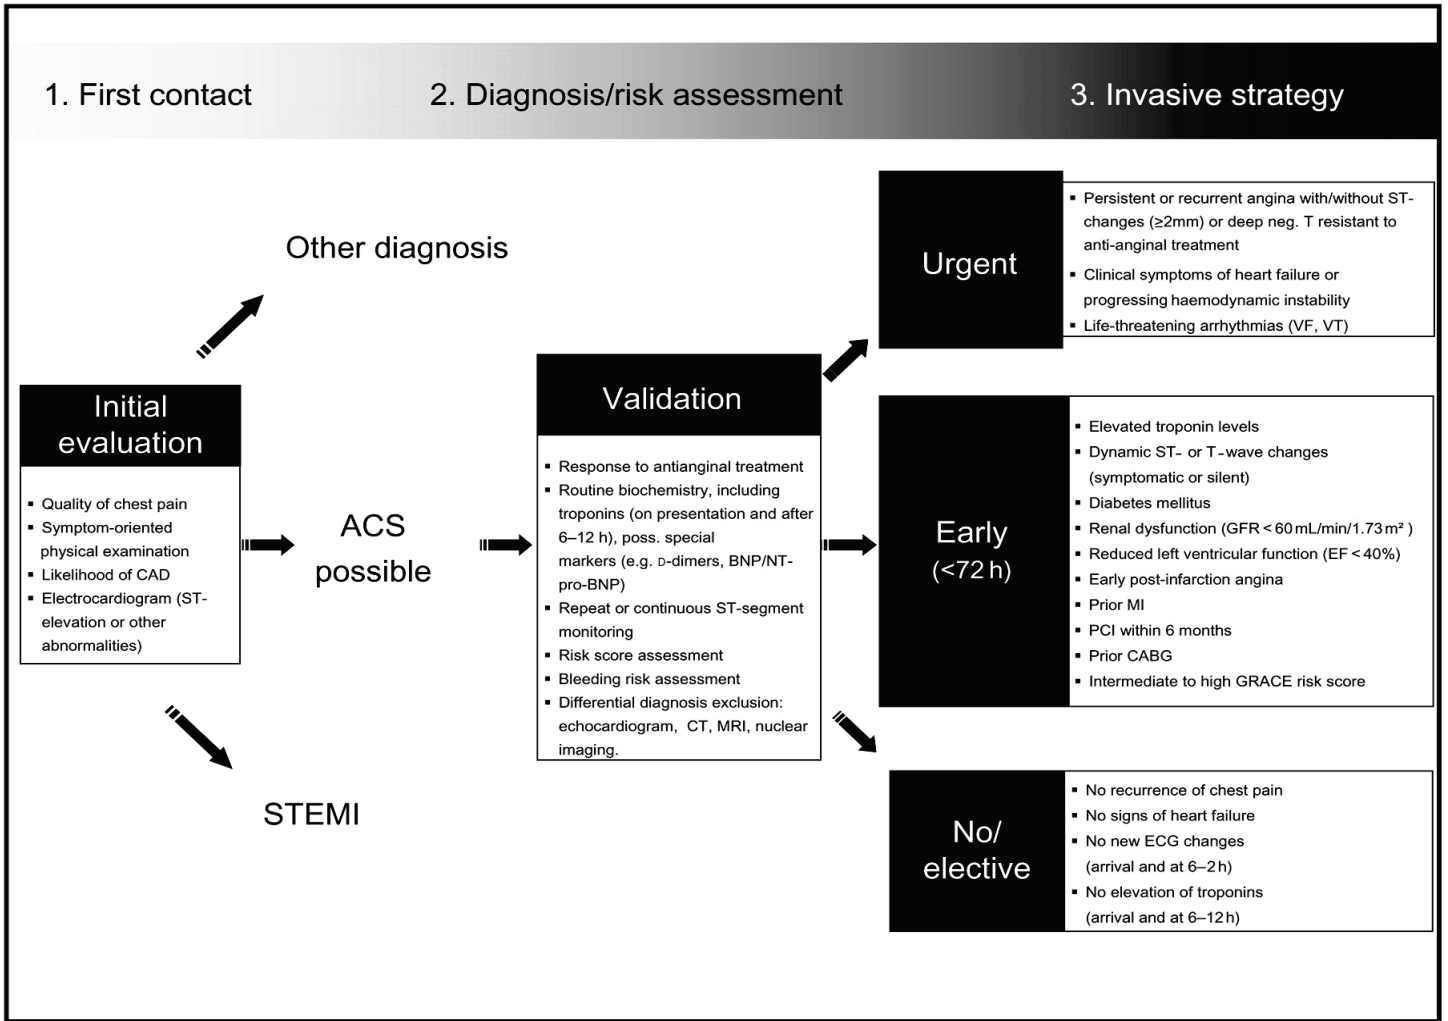 1. First contact
2. Diagnosis/risk assessment
3. Invasive strategy
Other diagnosis
Initial
evaluation
▪ Quality of chest pain
▪ Symptom-oriented
physical examination
▪ Likelihood of CAD
▪ Electrocardiogram (ST-
elevation or other
abnormalities)
ACS
possible
STEMI
Validation
▪ Response to antianginal treatment
▪ Routine biochemistry, including
troponins (on presentation and after
6–12 h), poss. special
markers (e.g. D-dimers, BNP/NT-
pro-BNP)
▪ Repeat or continuous ST-segment
monitoring
▪ Risk score assessment
▪ Bleeding risk assessment
▪ Differential diagnosis exclusion:
echocardiogram, CT, MRI, nuclear
imaging.
Urgent
▪ Persistent or recurrent angina with/without ST-
changes (≥2mm) or deep neg. T resistant to
anti-anginal treatment
▪ Clinical symptoms of heart failure or
progressing haemodynamic instability
▪ Life-threatening arrhythmias (VF, VT)
Early
(<72 h)
▪ Elevated troponin levels
▪ Dynamic ST- or T-wave changes
(symptomatic or silent)
▪ Diabetes mellitus
▪ Renal dysfunction (GFR < 60 mL/min/1.73 m² )
▪ Reduced left ventricular function (EF < 40%)
▪ Early post-infarction angina
▪ Prior MI
▪ PCI within 6 months
▪ Prior CABG
▪ Intermediate to high GRACE risk score
No/
elective
▪ No recurrence of chest pain
▪ No signs of heart failure
▪ No new ECG changes
(arrival and at 6–2 h)
▪ No elevation of troponins
(arrival and at 6–12 h)